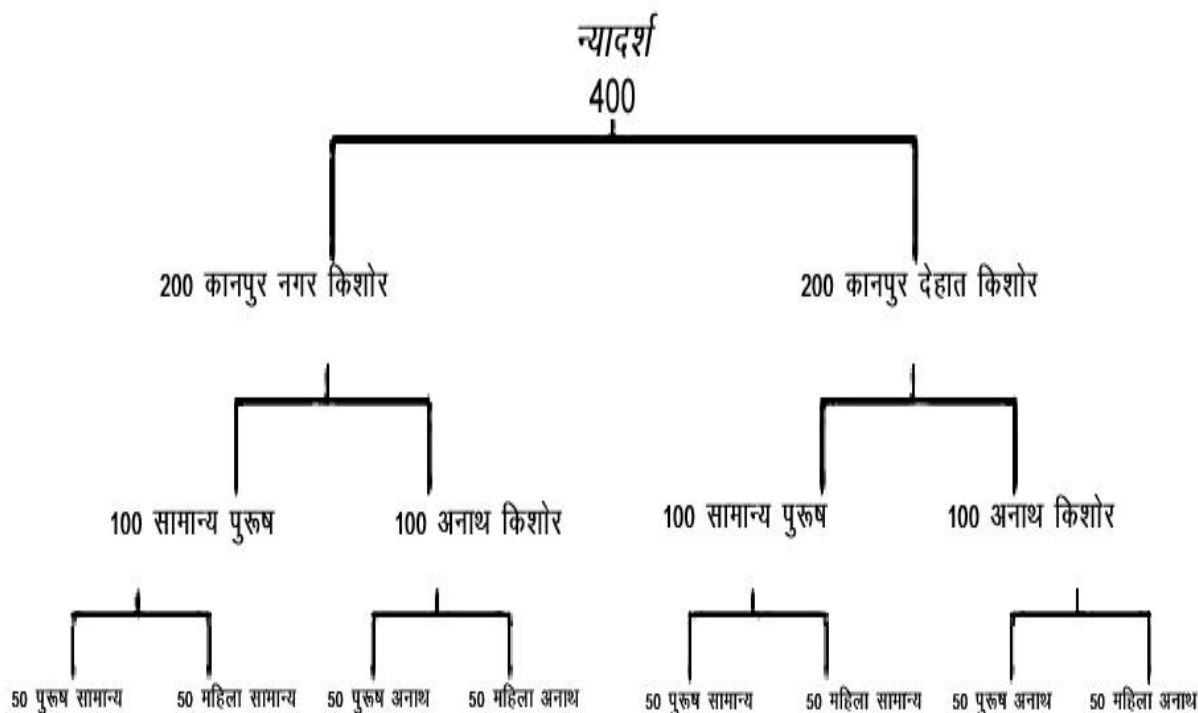 न्यादर्श
400
200 कानपुर नगर किशोर
200 कानपुर देहात किशोर
100 सामान्य पुरूष
100 अनाथ किशोर
100 सामान्य पुरूष
100 अनाथ किशोर
50 पुरूष सामान्य
50 महिला सामान्य
50 पुरूष अनाथ
50 महिला अनाथ
50 पुरूष सामान्य
50 महिला सामान्य
50 पुरूष अनाथ
50 महिला अनाथ